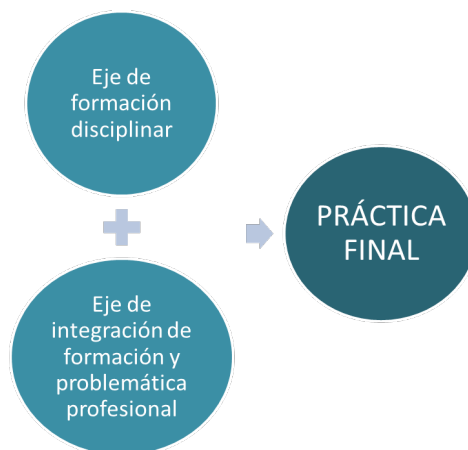 Eje de
formación
disciplinar
Eje de
integración de
formación y
problemática
profesional
PRÁCTICA
FINAL